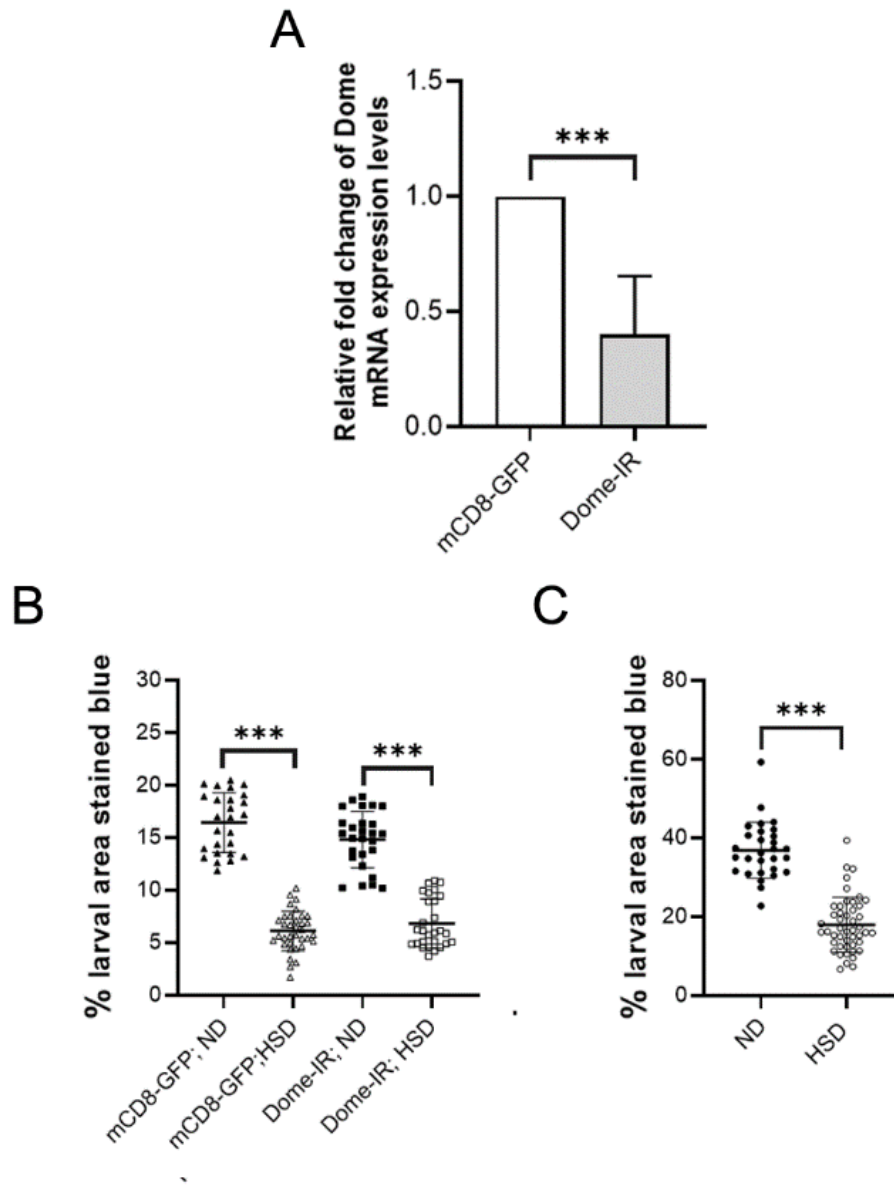 A
Relative fold change of Dome
mRNA expression levels
1.5
1.0
0.5
0.0
***
mCD8-GFP
Dome-IR
B
% larval area stained blue
30
25
20
15
10
5
0
***
***
mCD8-GFP; ND
mCD8-GFP;HSD
Dome-IR; ND
Dome-IR; HSD
C
% larval area stained blue
80
60
40
20
0
***
ND
HSD